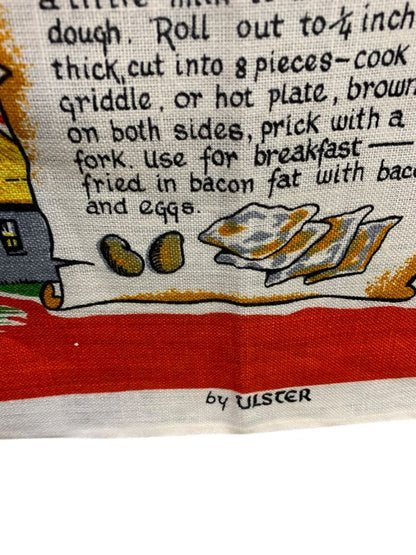 dough. Roll out to ¼ inch
thick, cut into 8 pieces – cook
griddle, or hot plate, brown
on both sides, prick with a
fork. Use for breakfast —
fried in bacon fat with bac
and eggs.
by ULSTER